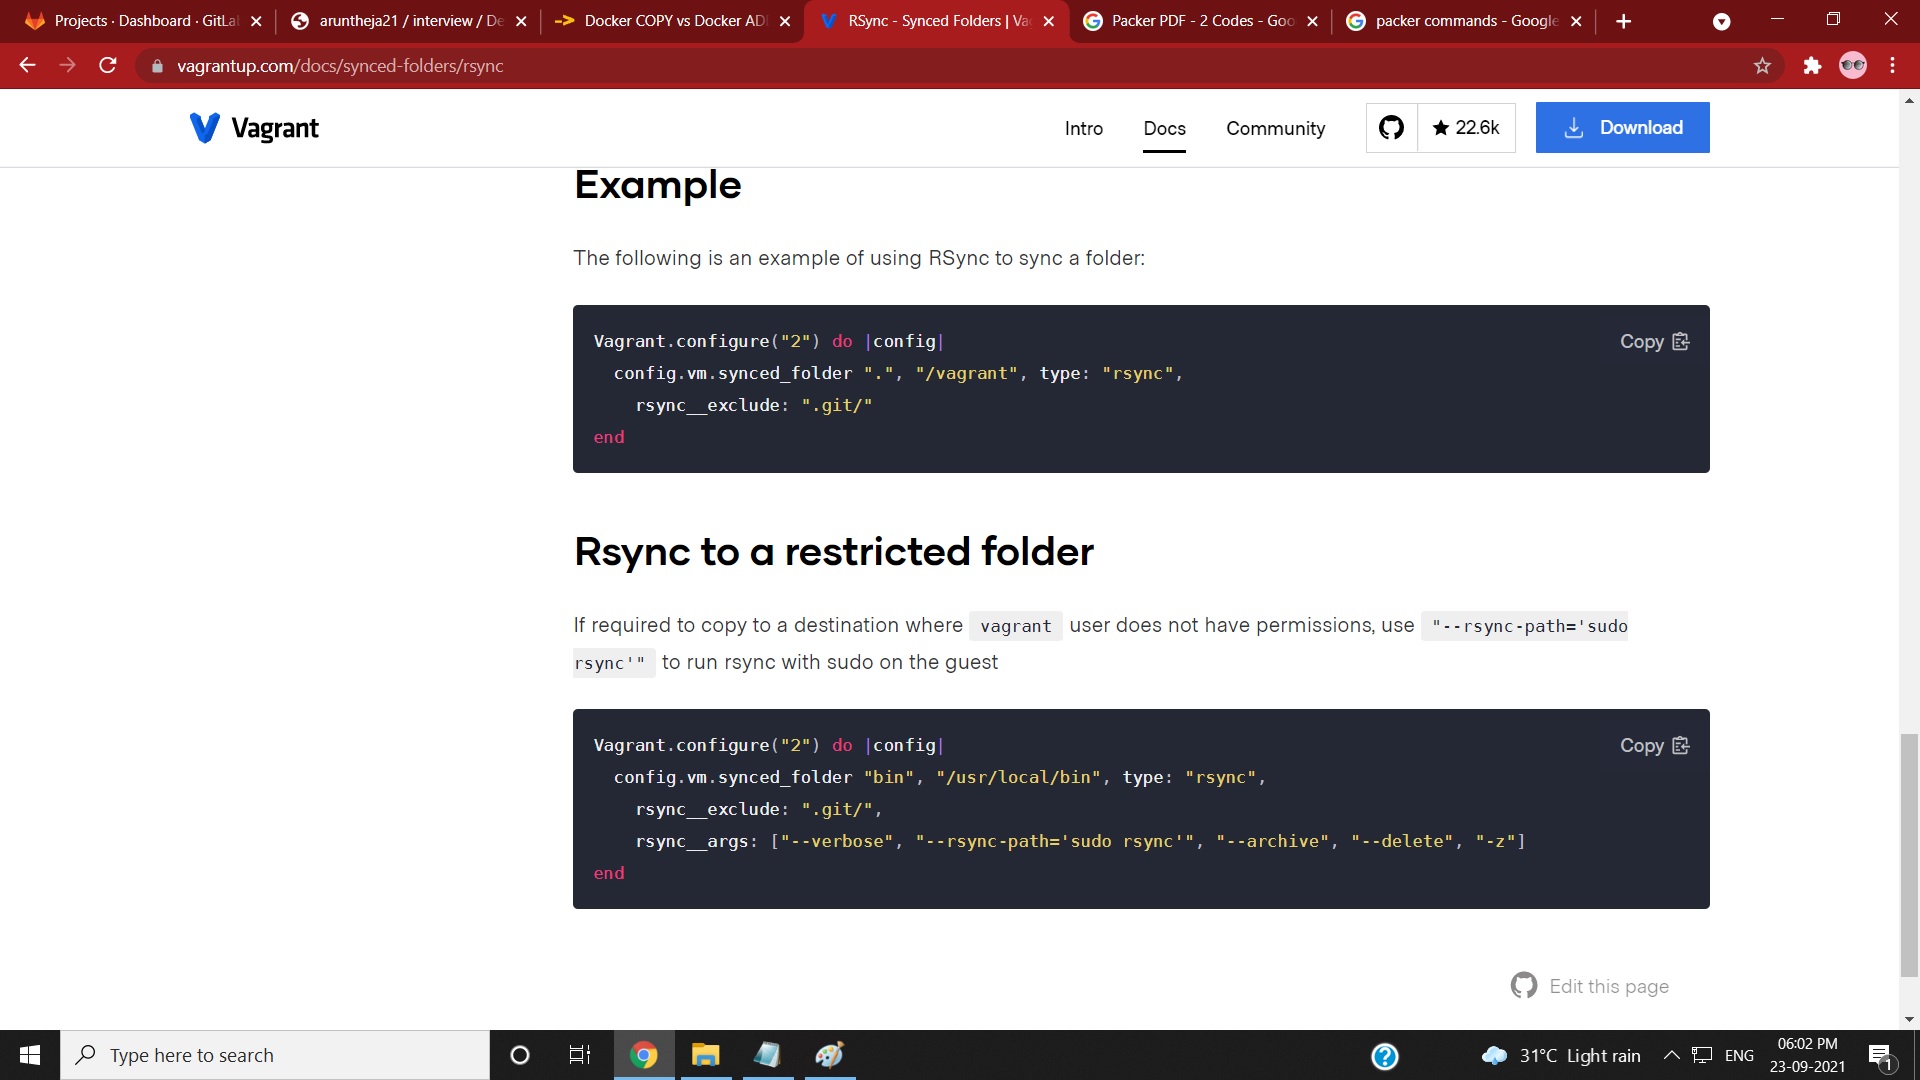 Projects · Dashboard · GitLa
aruntheja21 / interview / De
Docker COPY vs Docker AD
RSync - Synced Folders | Va
Packer PDF - 2 Codes - Goo
packer commands - Google
vagrantup.com/docs/synced-folders/rsync
Vagrant
Intro
Docs
Community
22.6k
Download
Example
The following is an example of using RSync to sync a folder:
Vagrant.configure("2") do |config|
config.vm.synced_folder ".", "/vagrant", type: "rsync",
rsync__exclude: ".git/"
end
Copy
Rsync to a restricted folder
If required to copy to a destination where vagrant user does not have permissions, use "--rsync-path='sudo
rsync'" to run rsync with sudo on the guest
Vagrant.configure("2") do |config|
config.vm.synced_folder "bin", "/usr/local/bin", type: "rsync",
rsync__exclude: ".git/",
rsync__args: ["--verbose", "--rsync-path='sudo rsync'", "--archive", "--delete", "-z"]
end
Copy
Edit this page
Type here to search
31°C Light rain
ENG
06:02 PM
23-09-2021
1